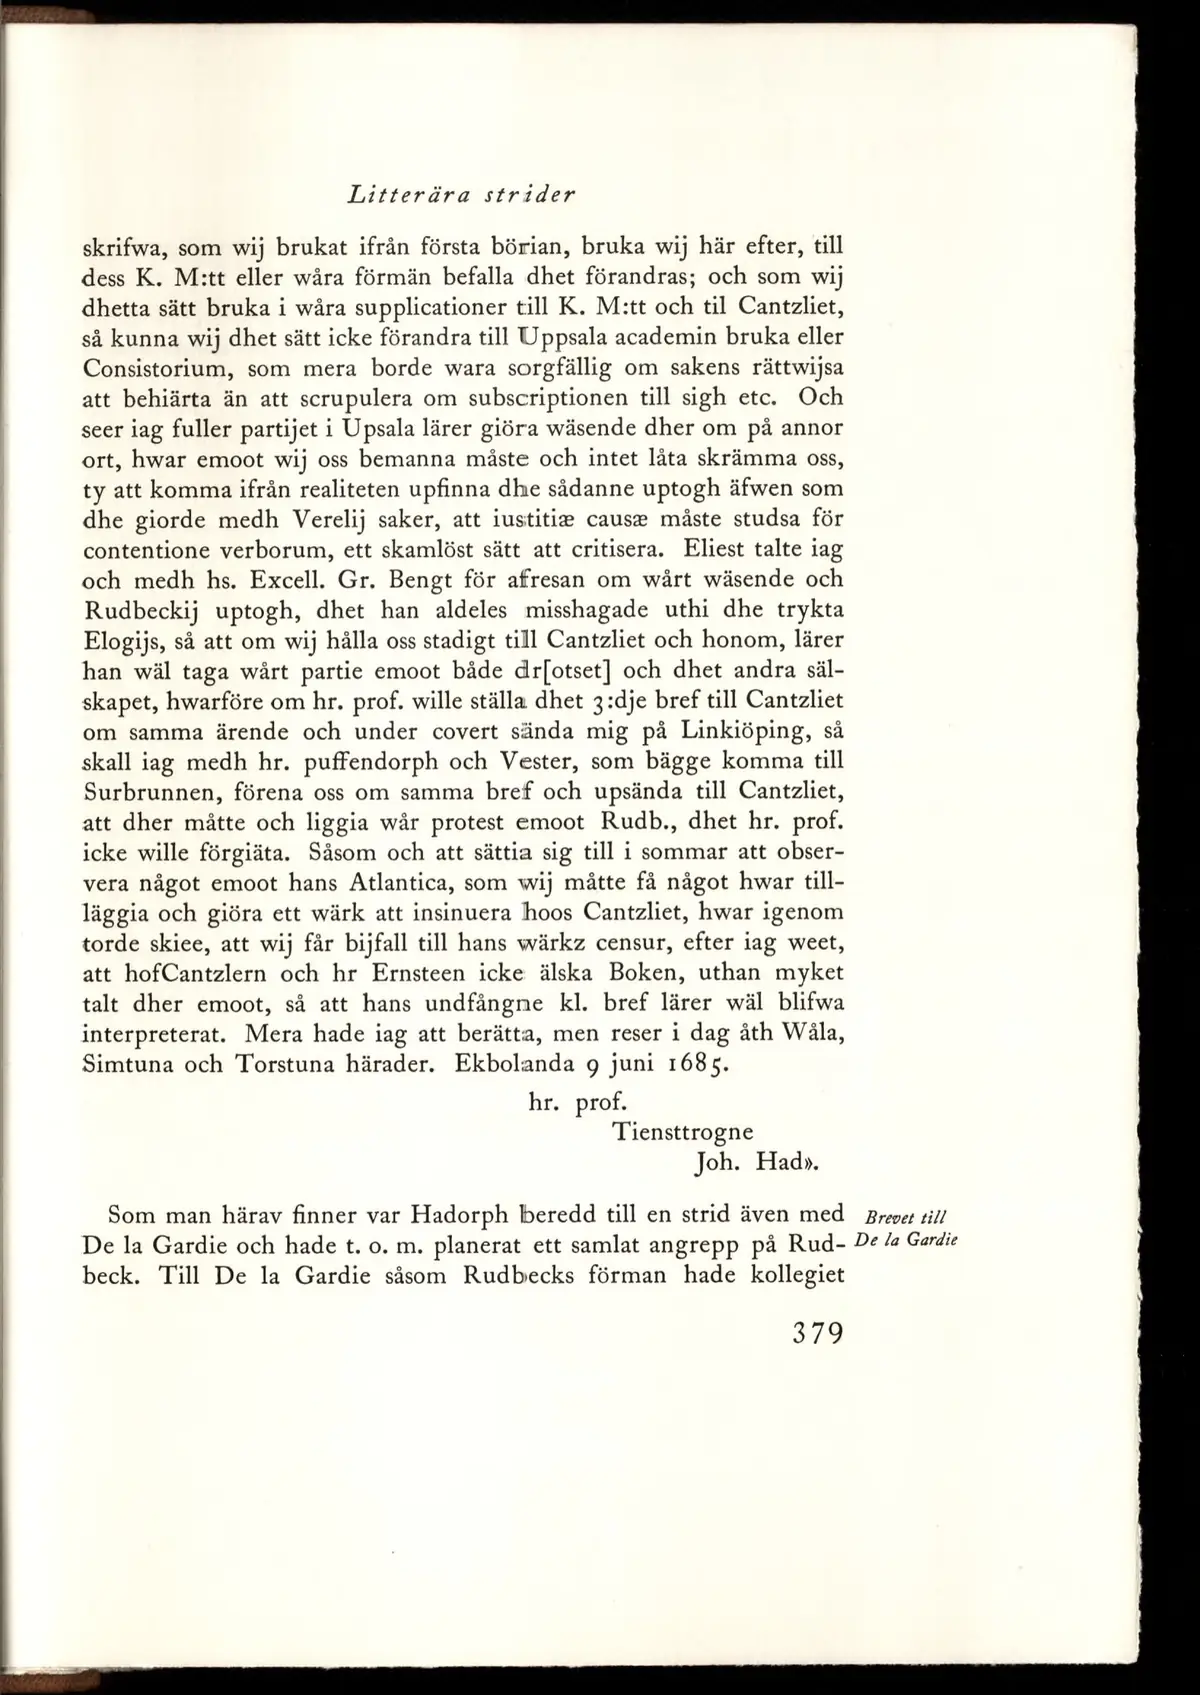 Litterära strider
skrifwa, som wij brukat ifrån första börian, bruka wij här efter, till
dess K. M:tt eller wåra förmän befalla dhet förandras; och som wij
dhetta sätt bruka i wåra supplicationer till K. M:tt och til Cantzliet,
så kunna wij dhet sätt icke förandra till Uppsala academin bruka eller
Consistorium, som mera borde wara sorgfällig om sakens rättwijsa
att behiärta än att scrupulera om subscriptionen till sigh etc. Och
seer iag fuller partijet i Upsala lärer giöra wäsende dher om på annor
ort, hwar emoot wij oss bemanna måste och intet låta skrämma oss,
ty att komma ifrån realiteten upfinna dhe sådanne uptogh äfwen som
dhe giorde medh Verelij saker, att iustitiæ causæ måste studsa för
contentione verborum, ett skamlöst sätt att critisera. Eliest talte iag
och medh hs. Excell. Gr. Bengt för afresan om wårt wäsende och
Rudbeckij uptogh, dhet han aldeles misshagade uthi dhe trykta
Elogijs, så att om wij hålla oss stadigt till Cantzliet och honom, lärer
han wäl taga wårt partie emoot både dr[otset] och dhet andra säl-
skapet, hwarföre om hr. prof. wille ställa dhet 3:dje bref till Cantzliet
om samma ärende och under covert sända mig på Linkiöping, så
skall iag medh hr. puffendorph och Vester, som bägge komma till
Surbrunnen, förena oss om samma bref och upsända till Cantzliet,
att dher måtte och liggia wår protest emoot Rudb., dhet hr. prof.
icke wille förgiäta. Såsom och att sättia sig till i sommar att obser-
vera något emoot hans Atlantica, som wij måtte få något hwar till-
läggia och giöra ett wärk att insinuera hoos Cantzliet, hwar igenom
torde skiee, att wij får bijfall till hans wärkz censur, efter iag weet,
att hofCantzlern och hr Ernsteen icke älska Boken, uthan myket
talt dher emoot, så att hans undfångne kl. bref lärer wäl blifwa
interpreterat. Mera hade iag att berätta, men reser i dag åth Wåla,
Simtuna och Torstuna härader. Ekbolanda 9 juni 1685.
hr. prof.
Tiensttrogne
Joh. Had».
Som man härav finner var Hadorph beredd till en strid även med
De la Gardie och hade t. o. m. planerat ett samlat angrepp på Rud-
beck. Till De la Gardie såsom Rudbecks förman hade kollegiet
Brevet till
De la Gardie
379